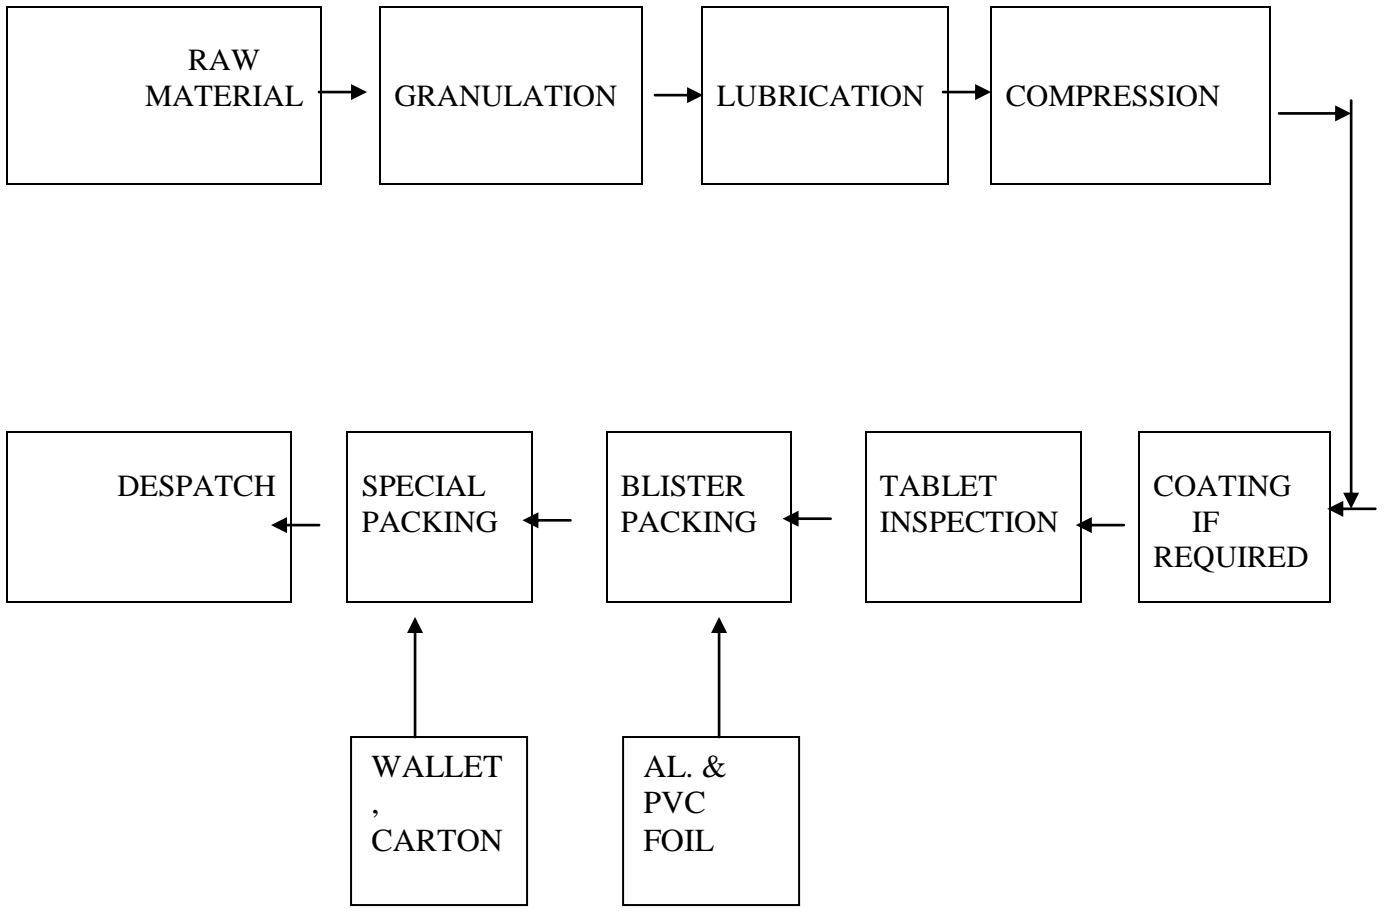 RAW
MATERIAL
GRANULATION
LUBRICATION
COMPRESSION
DESPATCH
SPECIAL
PACKING
BLISTER
PACKING
TABLET
INSPECTION
COATING
IF
REQUIRED
WALLET
,
CARTON
AL. &
PVC
FOIL